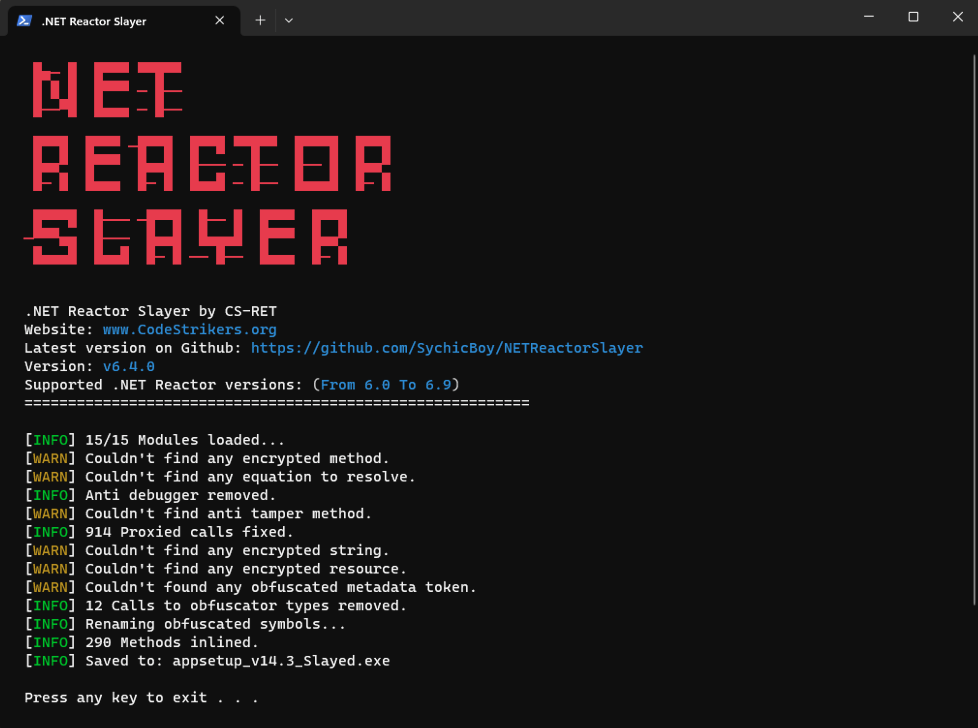 .NET Reactor Slayer
NET
REACTOR
SLAYER
.NET Reactor Slayer by CS-RET
Website: www.CodeStrikers.org
Latest version on Github: https://github.com/SychicBoy/NETReactorSlayer
Version: v6.4.0
Supported .NET Reactor versions: (From 6.0 To 6.9)
==========================================================
[INFO] 15/15 Modules loaded...
[WARN] Couldn't find any encrypted method.
[WARN] Couldn't find any equation to resolve.
[INFO] Anti debugger removed.
[WARN] Couldn't find anti tamper method.
[INFO] 914 Proxied calls fixed.
[WARN] Couldn't find any encrypted string.
[WARN] Couldn't find any encrypted resource.
[WARN] Couldn't found any obfuscated metadata token.
[INFO] 12 Calls to obfuscator types removed.
[INFO] Renaming obfuscated symbols...
[INFO] 290 Methods inlined.
[INFO] Saved to: appsetup_v14.3_Slayed.exe
Press any key to exit . . .